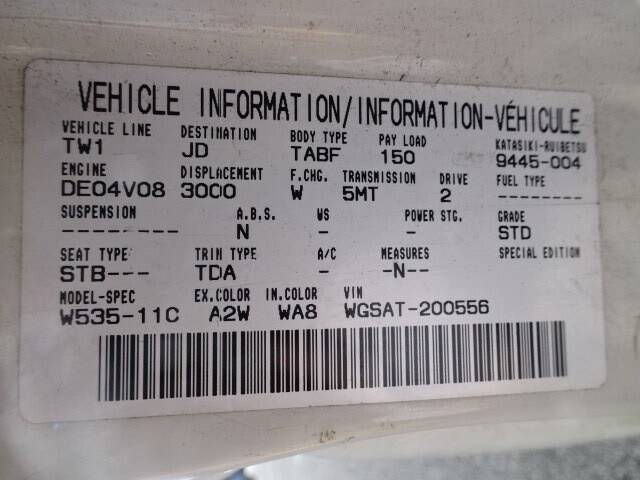 VEHICLE INFORMATION/INFORMATION-VÉHICULE
VEHICLE LINE DESTINATION BODY TYPE PAY LOAD KATASIKI-RUIBETSU
TW1 JD TABF 150 9445-004
ENGINE DISPLACEMENT F.CHG. TRANSMISSION DRIVE FUEL TYPE
DE04V08 3000 W 5MT 2 --------
SUSPENSION A.B.S. WS POWER STG. GRADE
-------- N - - STD
SEAT TYPE TRIM TYPE A/C MEASURES SPECIAL EDITION
STB--- TDA - -N--
MODEL-SPEC EX.COLOR IN.COLOR VIN
W535-11C A2W WA8 WGSAT-200556